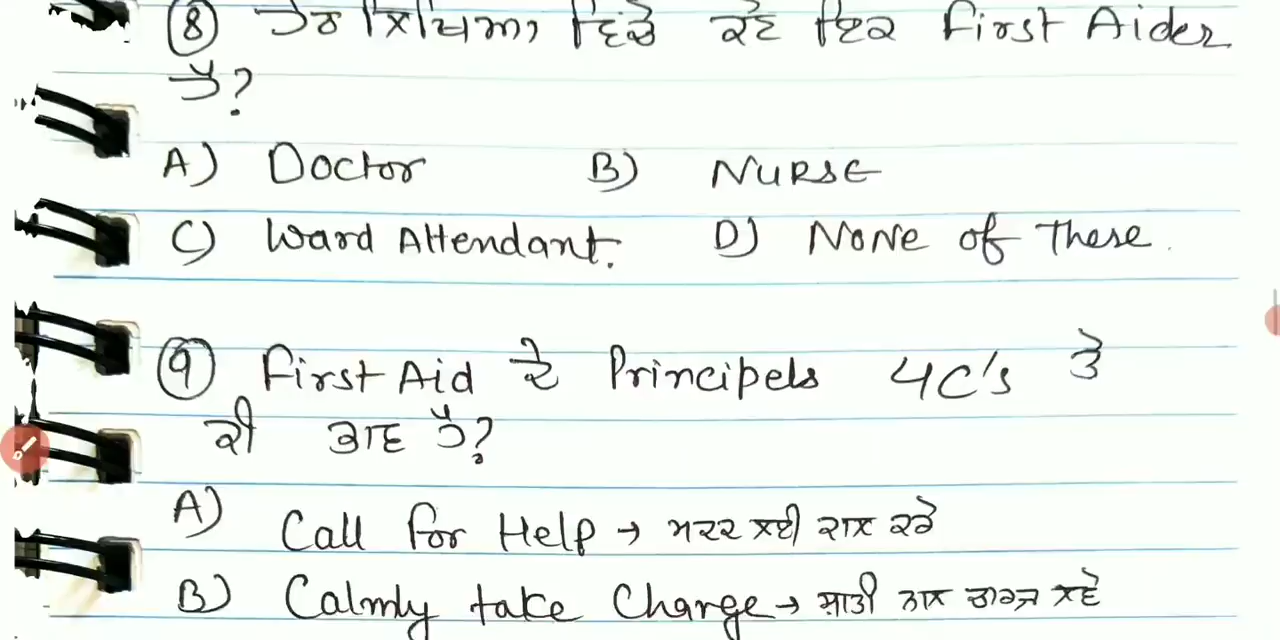 ⑧ ਹੇਠ ਲਿਖਿਆਂ ਵਿੱਚੋਂ ਕੌਣ ਇਕ First Aider
ਹੈ?
A) Doctor B) NURSE
C) Ward Attendant. D) NoNe of These.
⑨ First Aid ਦੇ Principels 4C's ਤੋਂ
ਕੀ ਭਾਵ ਹੈ?
A) Call for Help → ਮਦਦ ਲਈ ਕਾਲ ਕਰੋ
B) Calmly take Charge → ਸ਼ਾਤੀ ਨਾਲ ਚਾਰਜ ਲਵੋ